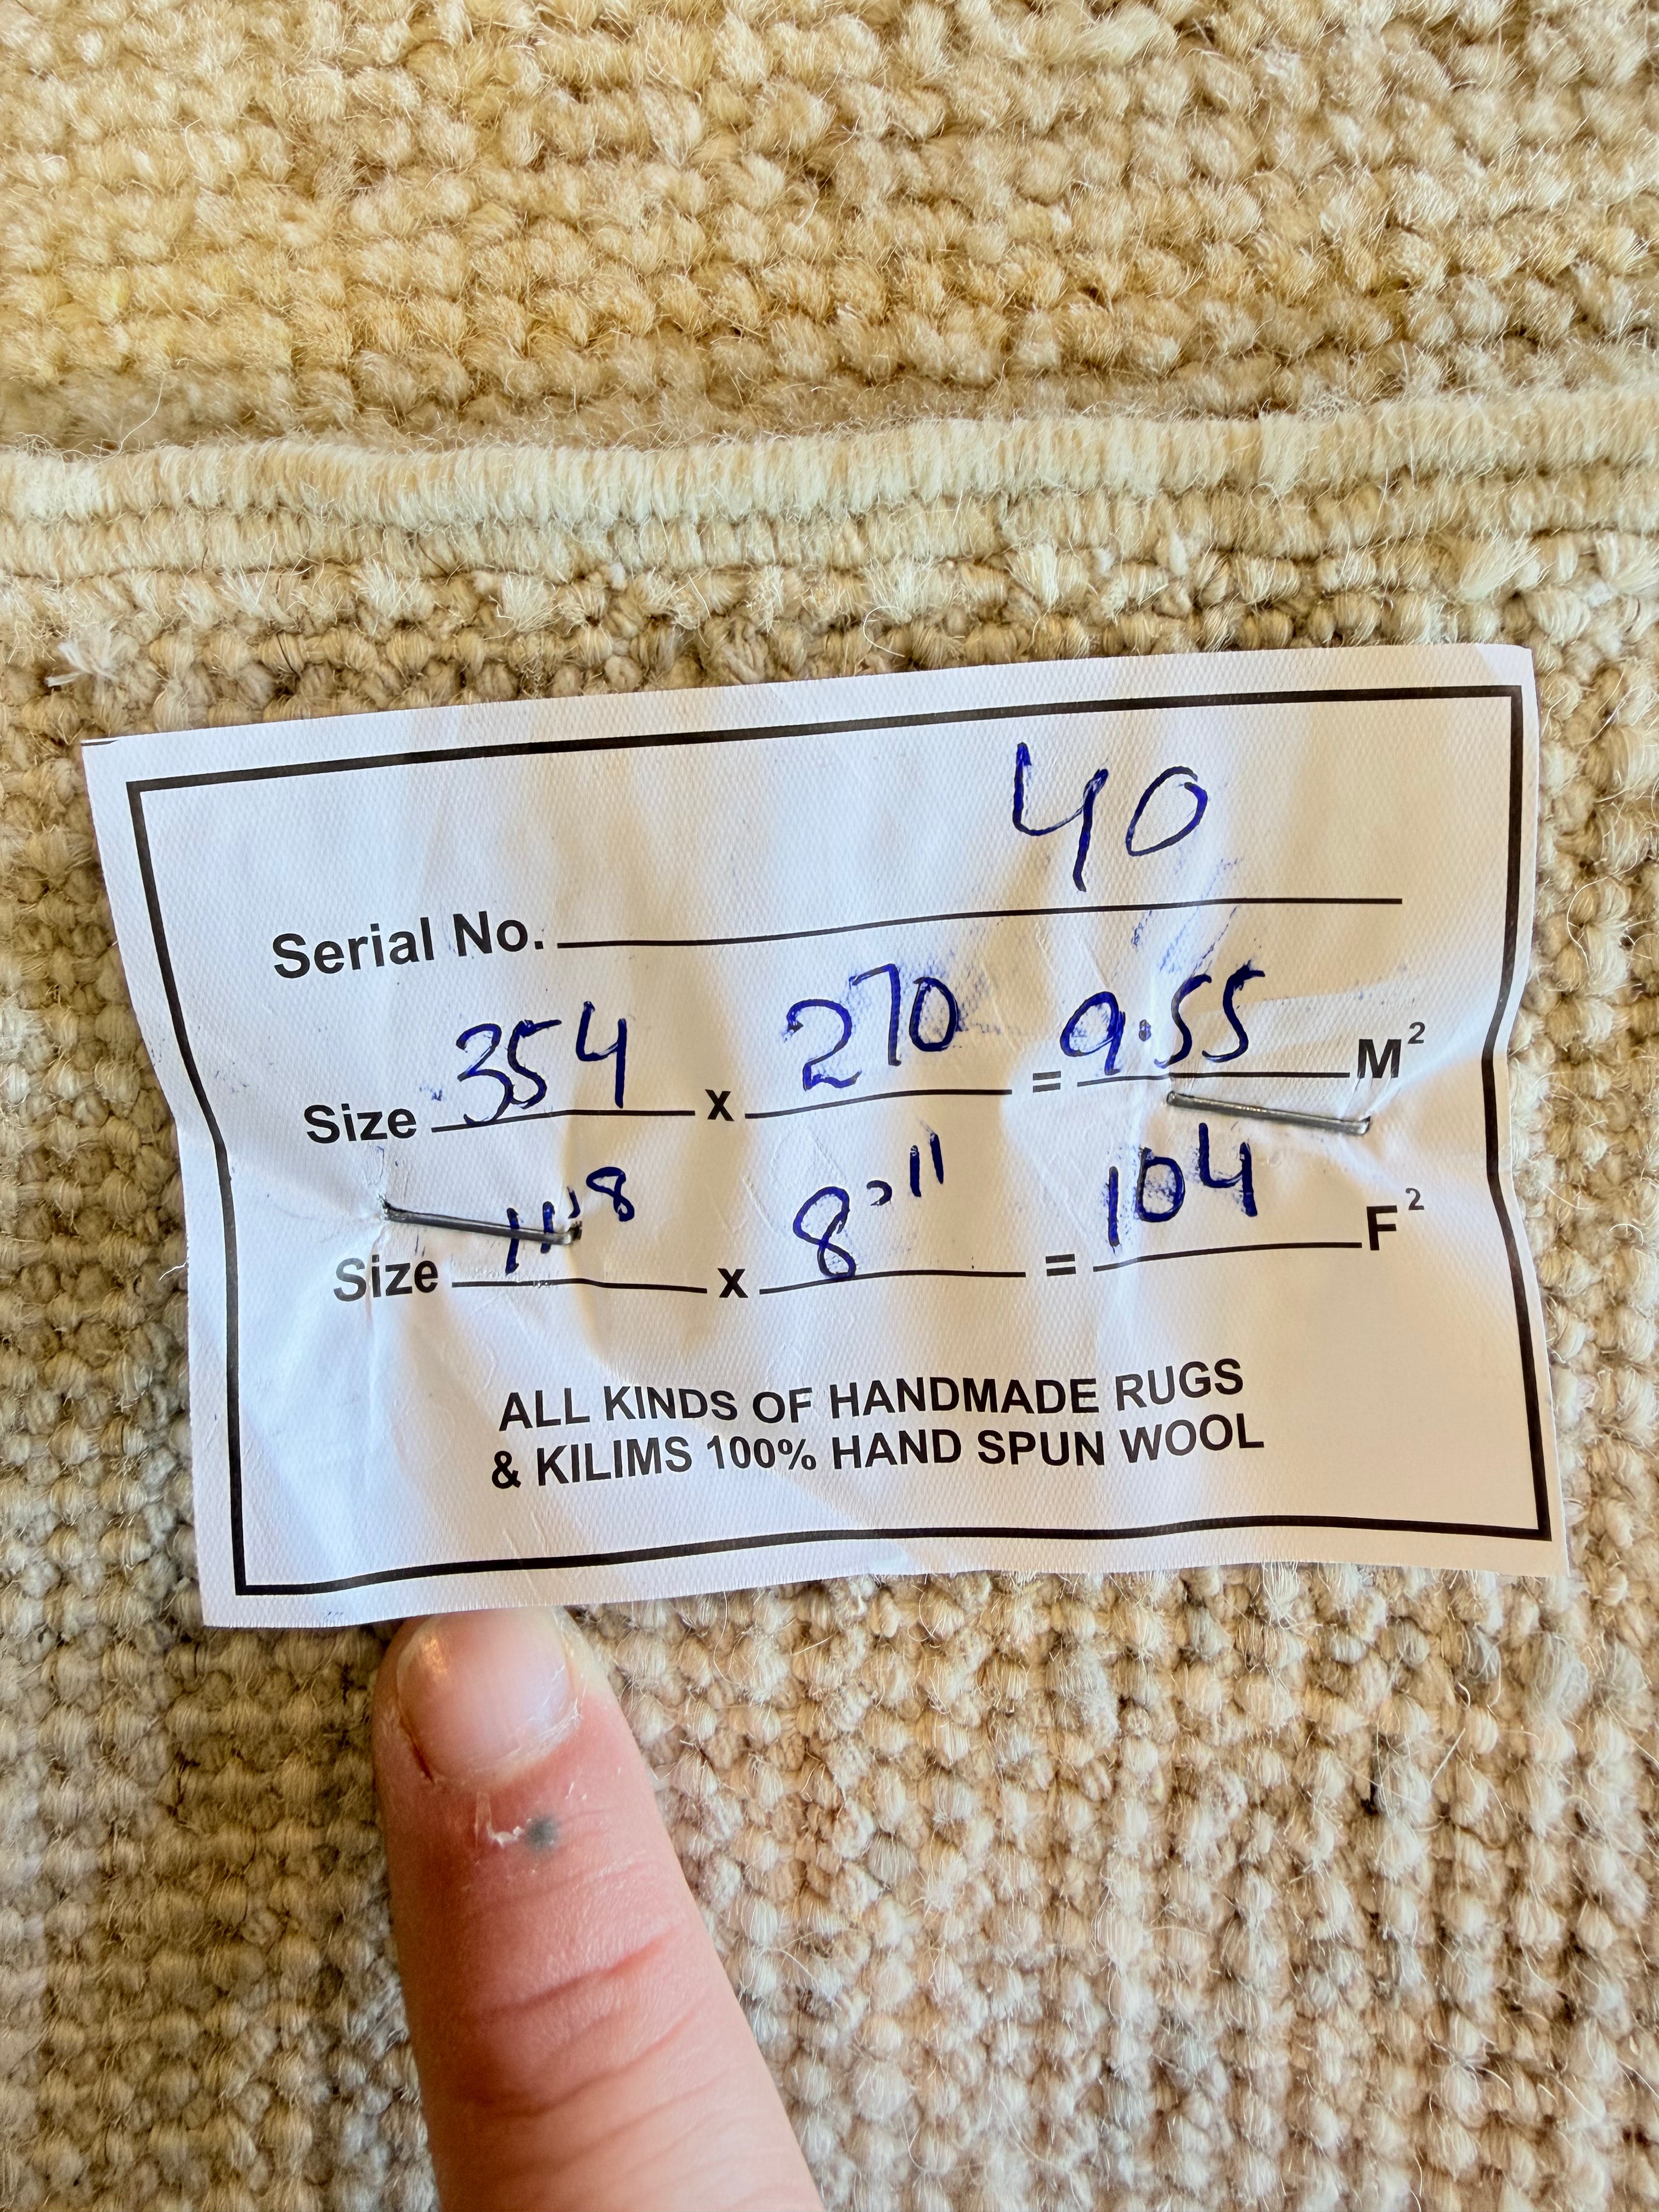 Serial No. 40
Size 354 x 270 = 9.55 M²
Size 11'8 x 8'11 = 104 F²
ALL KINDS OF HANDMADE RUGS
& KILIMS 100% HAND SPUN WOOL